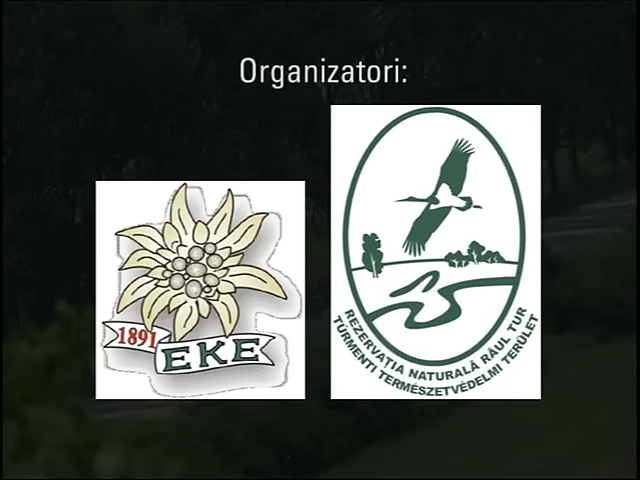 Organizatori:
1891
EKE
REZERVAȚIA NATURALĂ RÂUL TUR
TÚRMENTI TERMÉSZETVÉDELMI TERÜLET